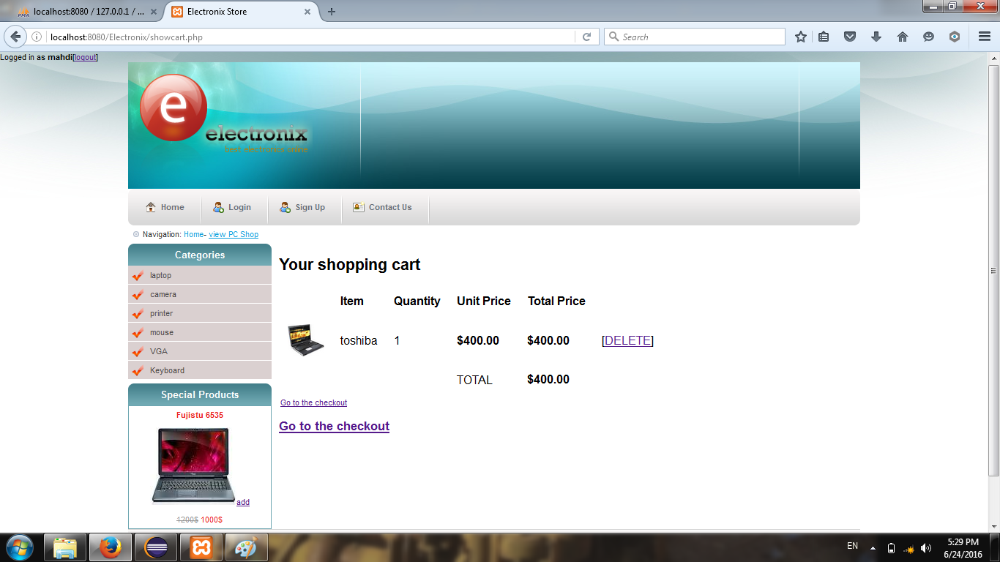 localhost:8080 / 127.0.0.1 / ...
Electronix Store
localhost:8080/Electronix/showcart.php
Search
Logged in as mahdi[logout]
e
electronix
Home
Login
Sign Up
Contact Us
Navigation: Home- view PC Shop
Categories
laptop
camera
printer
mouse
VGA
Keyboard
Special Products
Fujistu 6535
add
1200$ 1000$
Your shopping cart
Item Quantity Unit Price Total Price
toshiba 1 $400.00 $400.00 [DELETE]
TOTAL $400.00
Go to the checkout
Go to the checkout
EN
5:29 PM
6/24/2016